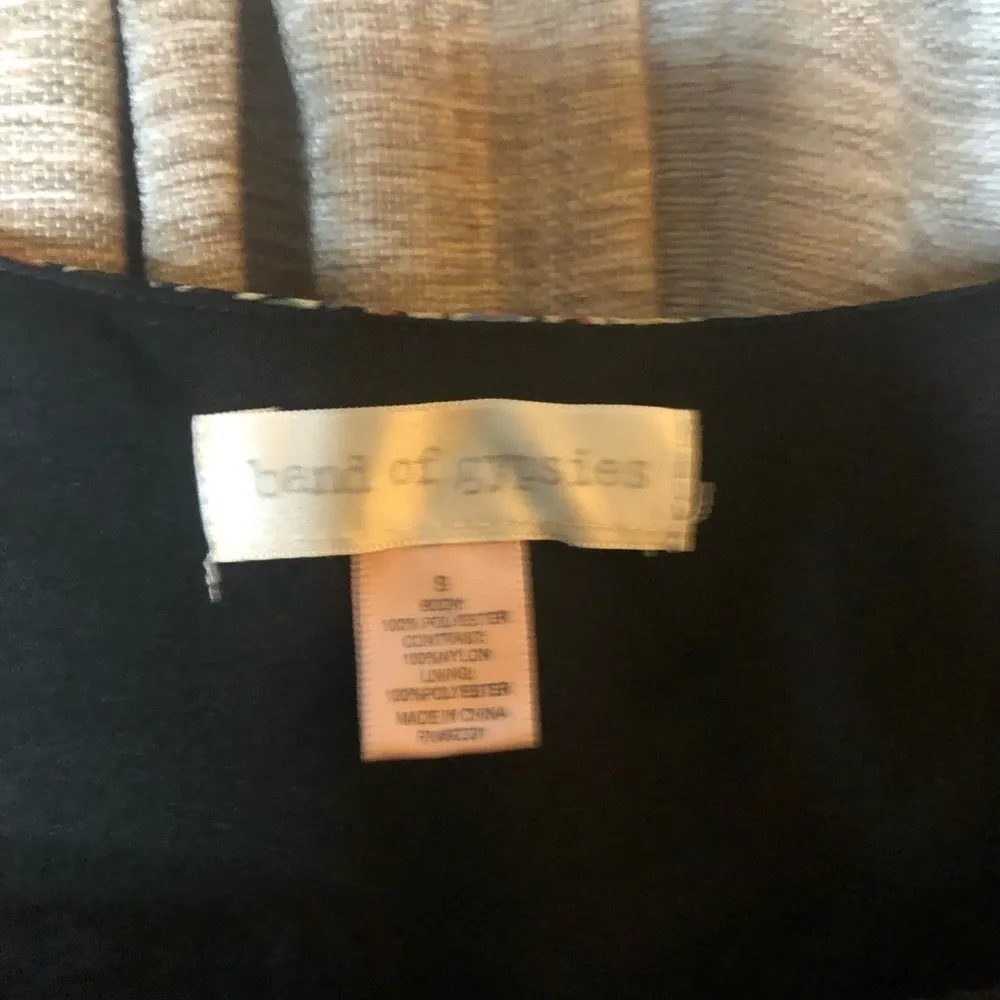 band of gypsies
S
BODY:
100% POLYESTER
CONTRAST:
100%NYLON
LINING:
100%POLYESTER
MADE IN CHINA